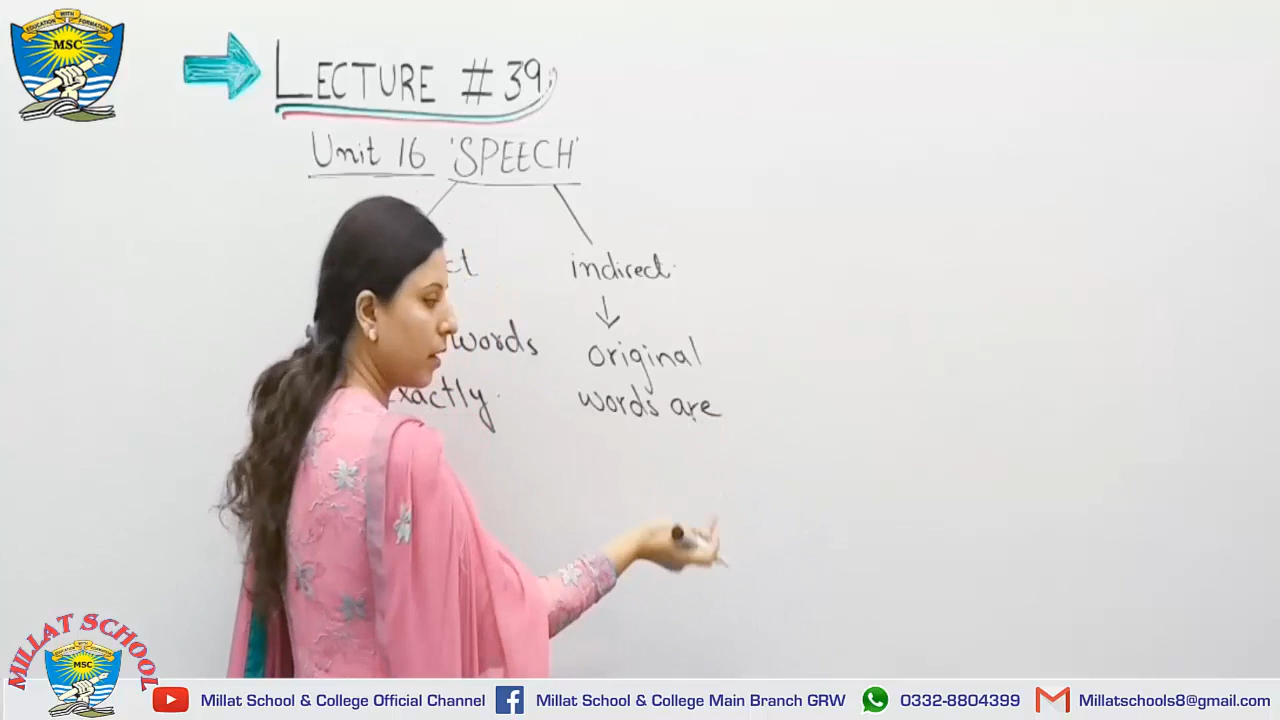 EDUCATION WITH FORMATION
MSC
LECTURE #39
Unit 16 'SPEECH'
indirect
words
original
exactly
words are
MILLAT SCHOOL
MSC
Millat School & College Official Channel
Millat School & College Main Branch GRW
0332-8804399
Millatschools8@gmail.com